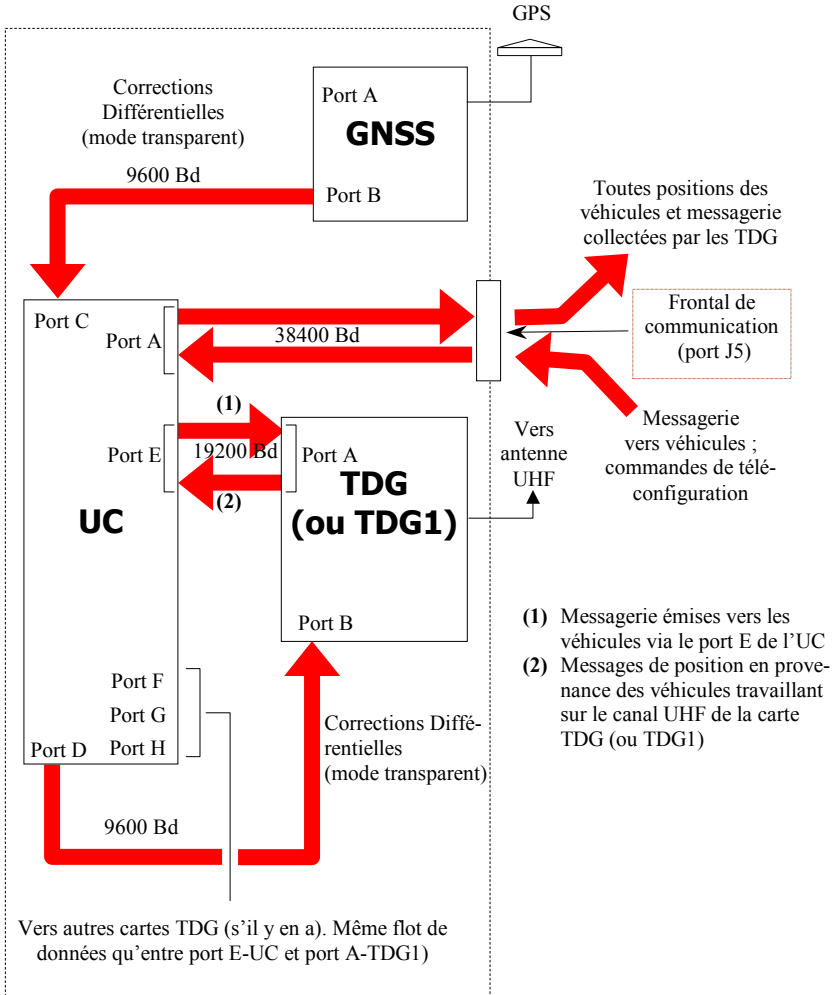 GPS
Corrections
Différentielles
(mode transparent)
9600 Bd
Port A
GNSS
Port B
Toutes positions des
véhicules et messagerie
collectées par les TDG
Port C
Port A
38400 Bd
Frontal de
communication
(port J5)
(1)
Port E
19200 Bd
Port A
(2)
UC
TDG
(ou TDG1)
Port B
Vers
antenne
UHF
Messagerie
vers véhicules ;
commandes de télé-
configuration
(1) Messagerie émises vers les
véhicules via le port E de l’UC
(2) Messages de position en prove-
nance des véhicules travaillant
sur le canal UHF de la carte
TDG (ou TDG1)
Port F
Port G
Port H
Port D
Corrections Diffé-
rentielles
(mode transparent)
9600 Bd
Vers autres cartes TDG (s’il y en a). Même flot de
données qu’entre port E-UC et port A-TDG1)